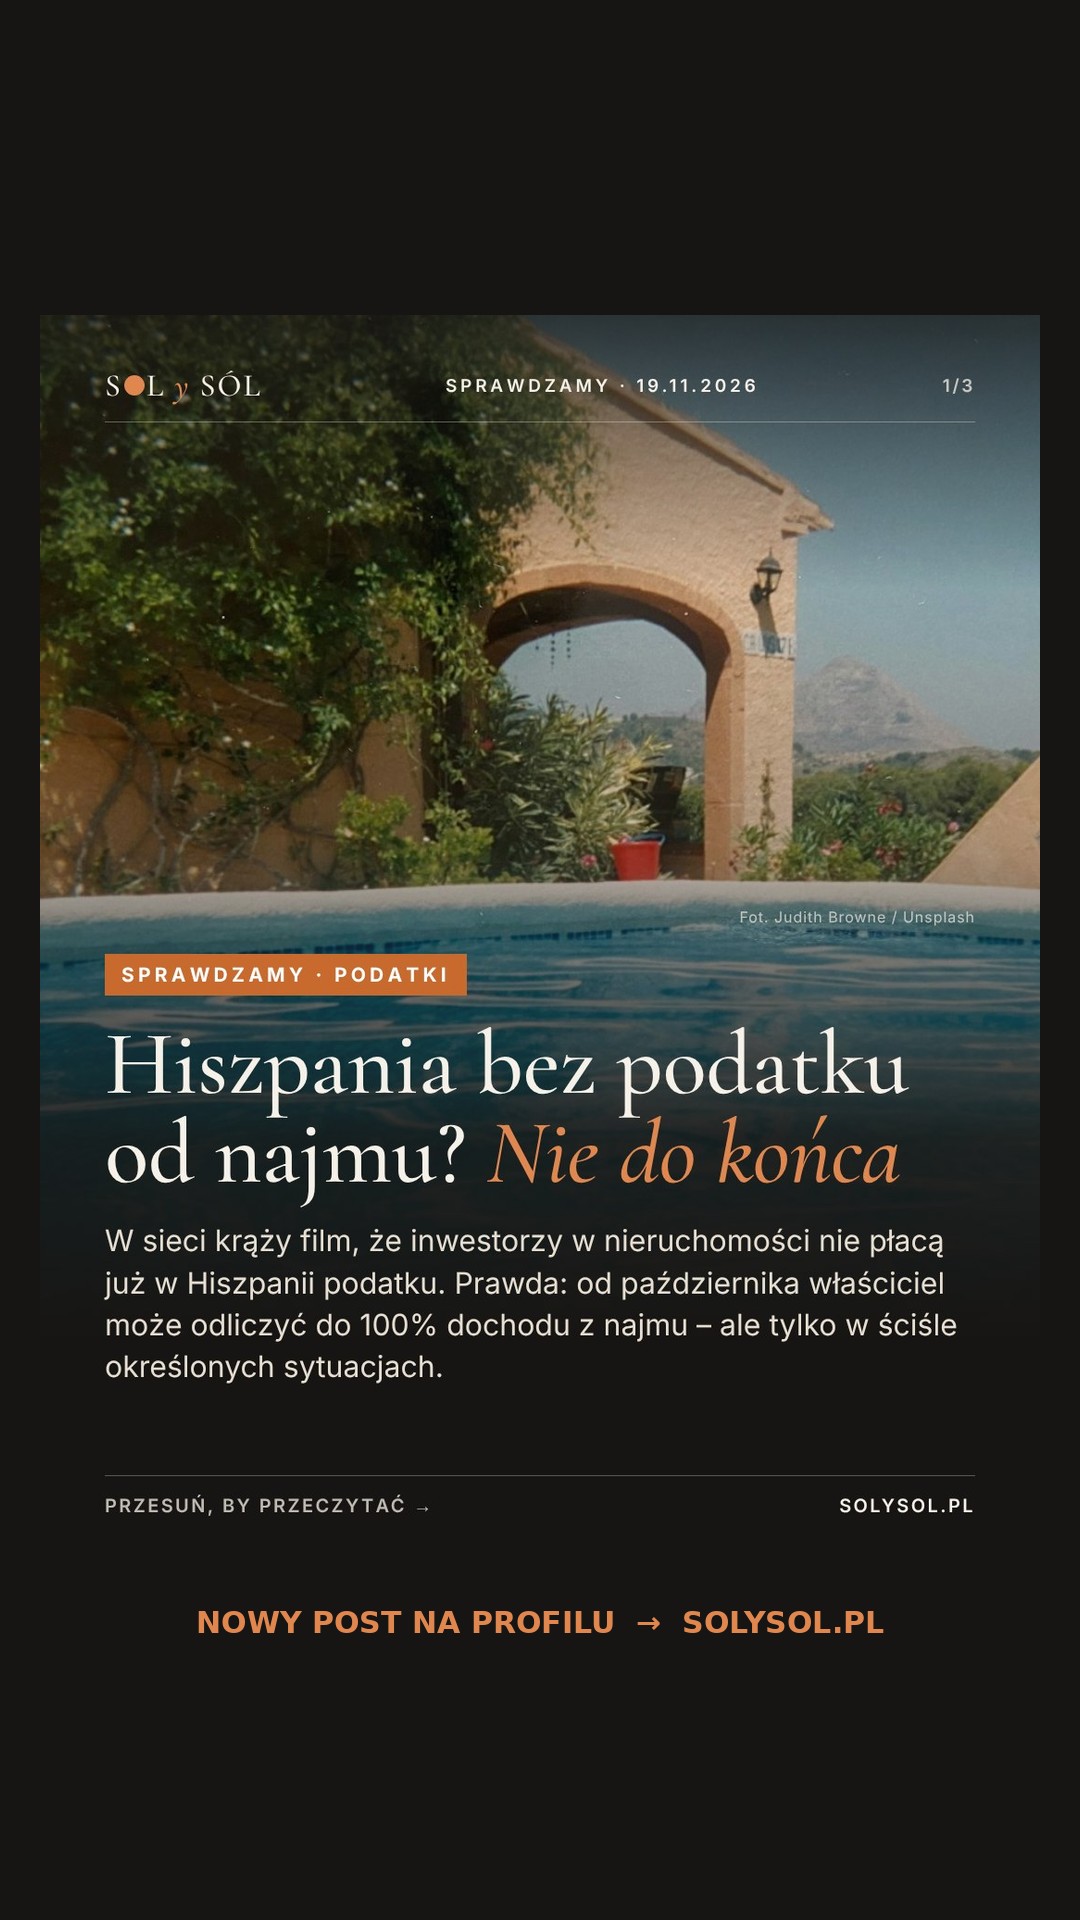 SOL y SÓL
SPRAWDZAMY · 19.11.2026
1/3
Fot. Judith Browne / Unsplash
SPRAWDZAMY · PODATKI
Hiszpania bez podatku
od najmu? Nie do końca
W sieci krąży film, że inwestorzy w nieruchomości nie płacą
już w Hiszpanii podatku. Prawda: od października właściciel
może odliczyć do 100% dochodu z najmu – ale tylko w ściśle
określonych sytuacjach.
PRZESUŃ, BY PRZECZYTAĆ →
SOLYSOL.PL
NOWY POST NA PROFILU → SOLYSOL.PL